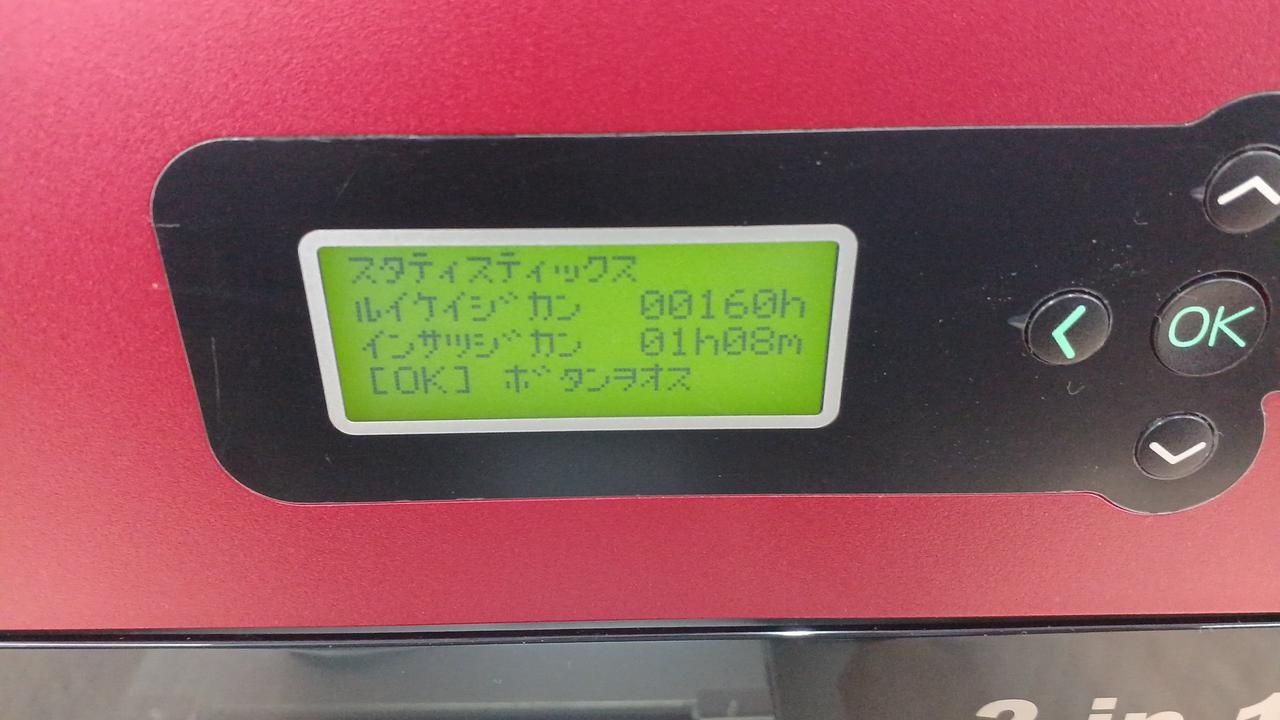 スタティスティックス
ルイケイジカン 00160h
インサツジカン 01h08m
[OK] ボタンヲオス
OK